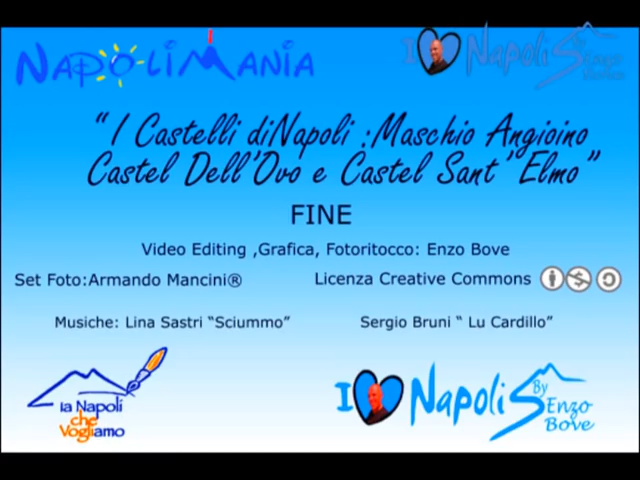 NAPOLIMANIA
I Napoli By Enzo Bove
"I Castelli diNapoli :Maschio Angioino
Castel Dell'Ovo e Castel Sant' Elmo"
FINE
Video Editing ,Grafica, Fotoritocco: Enzo Bove
Set Foto:Armando Mancini®
Licenza Creative Commons
Musiche: Lina Sastri "Sciummo"
Sergio Bruni " Lu Cardillo"
la Napoli
che
Vogliamo
I Napoli
By
Enzo
Bove